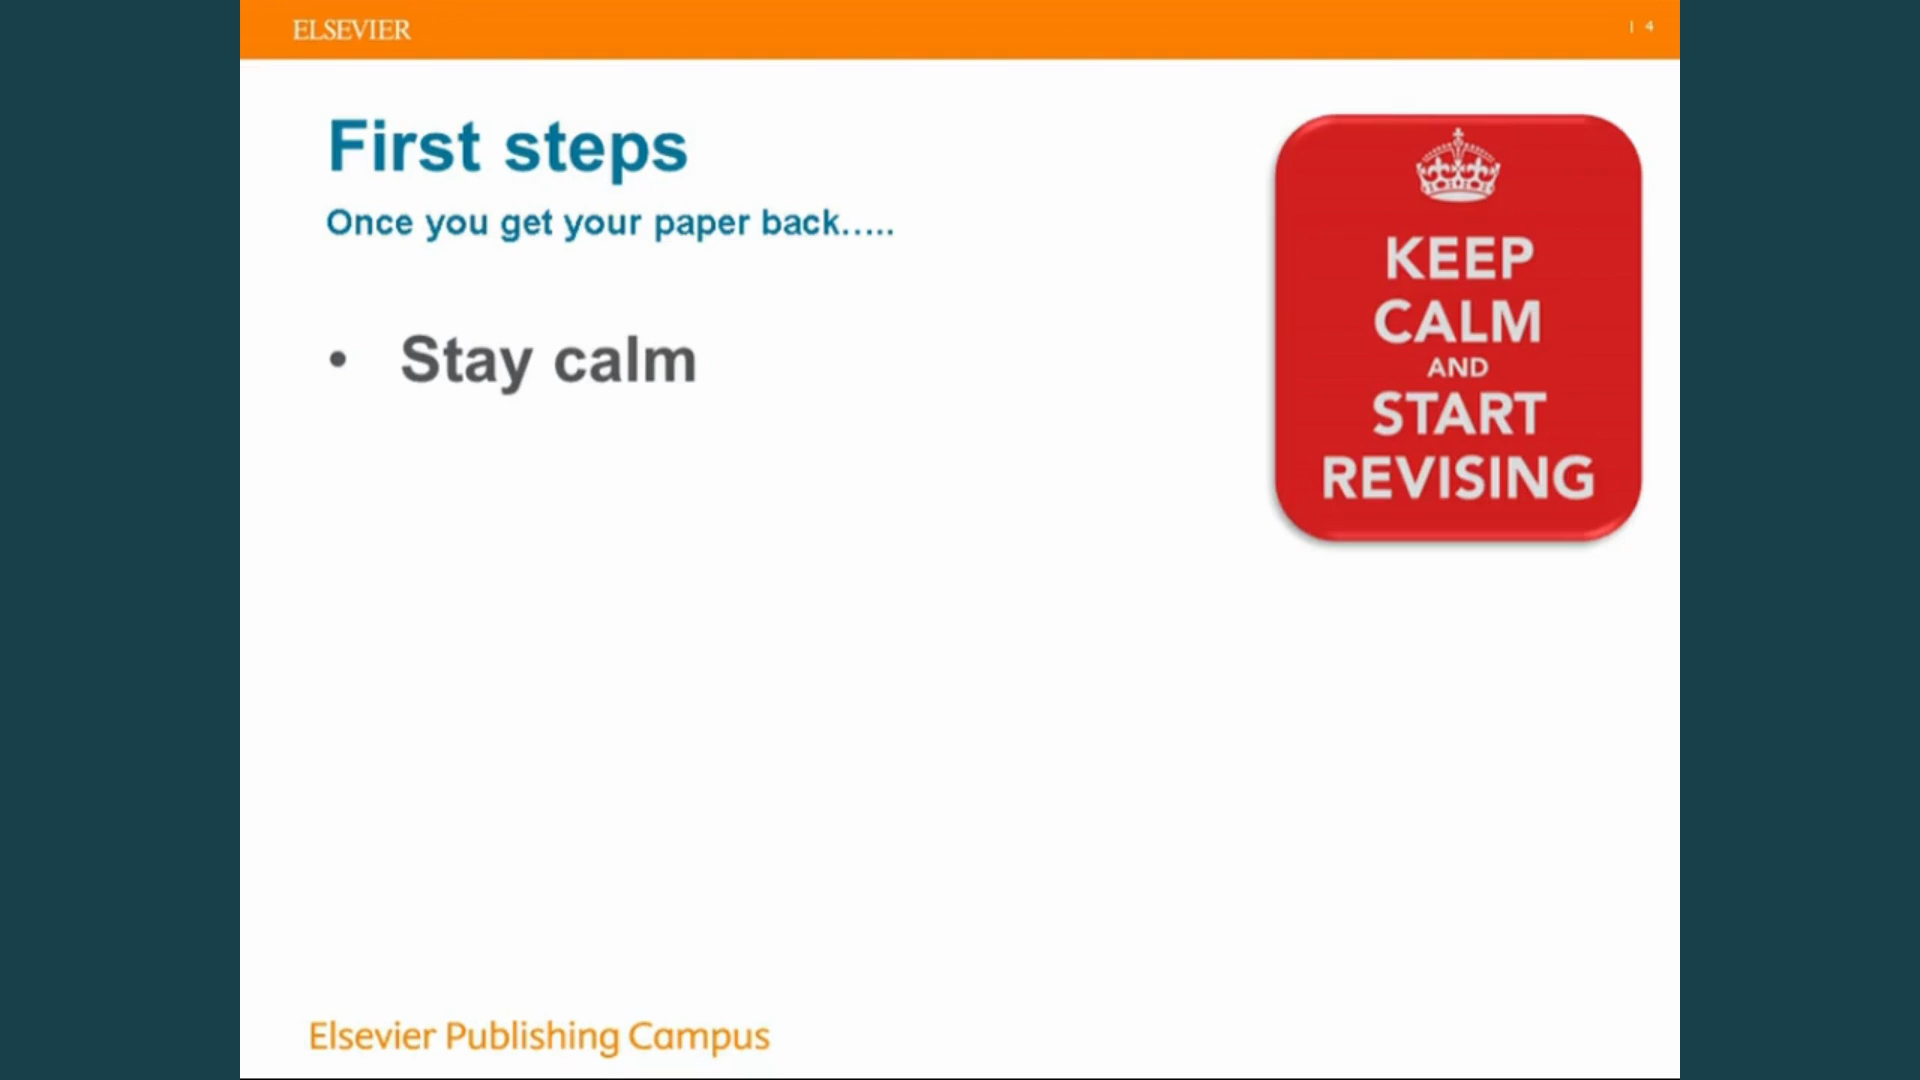 ELSEVIER
| 4
First steps
Once you get your paper back.....
• Stay calm
KEEP
CALM
AND
START
REVISING
Elsevier Publishing Campus